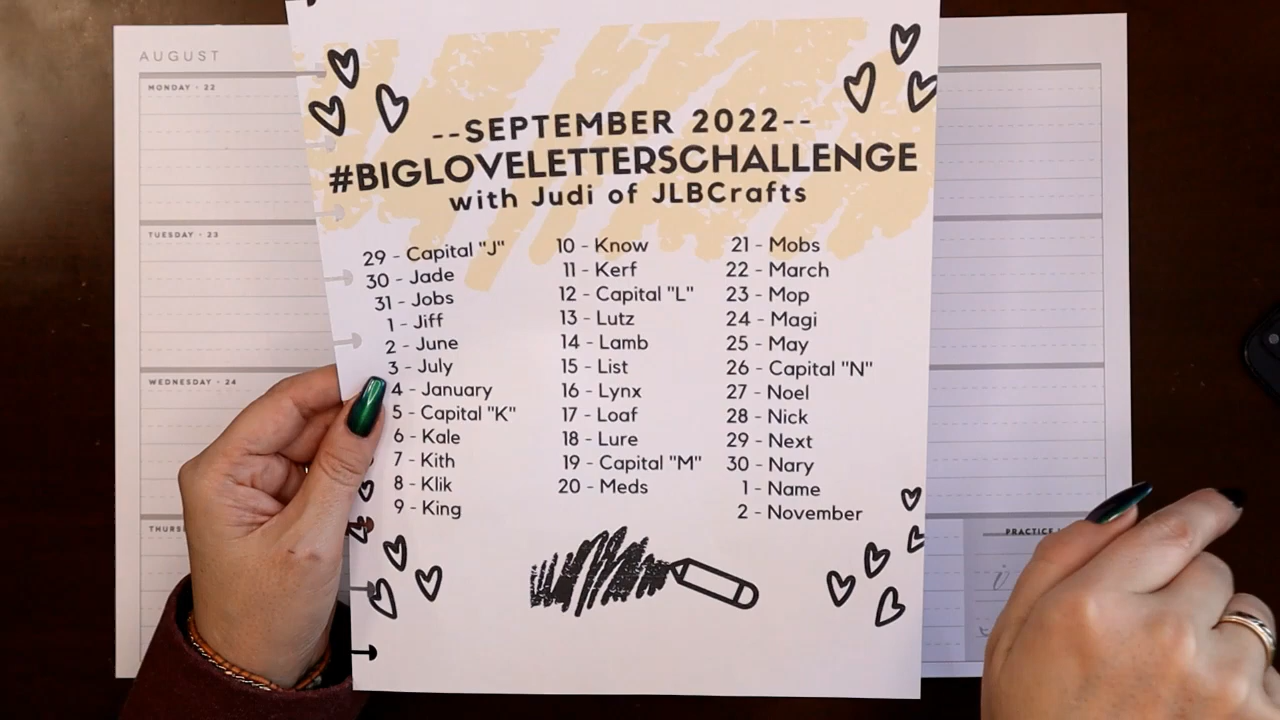 AUGUST
MONDAY • 22
TUESDAY • 23
WEDNESDAY • 24
--SEPTEMBER 2022--
#BIGLOVELETTERSCHALLENGE
with Judi of JLBCrafts
29 - Capital "J"
30 - Jade
31 - Jobs
1 - Jiff
2 - June
3 - July
4 - January
5 - Capital "K"
6 - Kale
7 - Kith
8 - Klik
9 - King
10 - Know
11 - Kerf
12 - Capital "L"
13 - Lutz
14 - Lamb
15 - List
16 - Lynx
17 - Loaf
18 - Lure
19 - Capital "M"
20 - Meds
21 - Mobs
22 - March
23 - Mop
24 - Magi
25 - May
26 - Capital "N"
27 - Noel
28 - Nick
29 - Next
30 - Nary
1 - Name
2 - November
PRACTICE